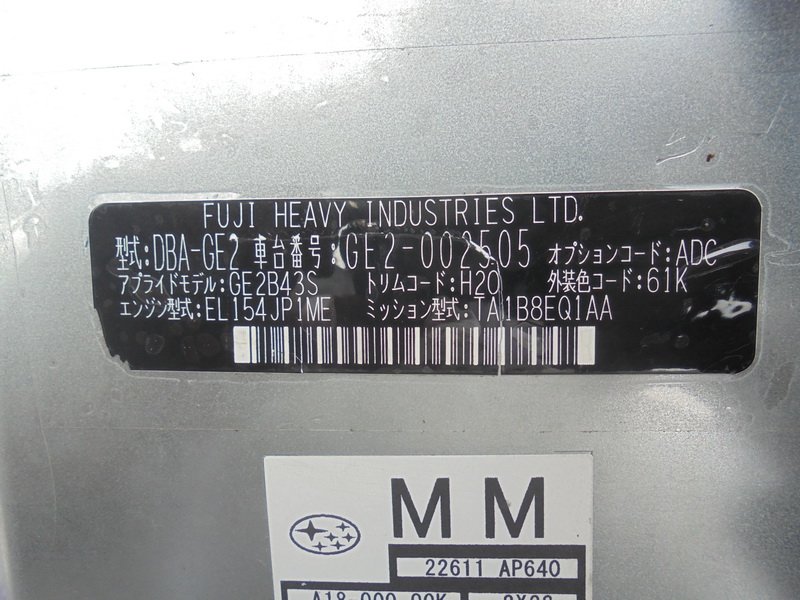 FUJI HEAVY INDUSTRIES LTD.
型式:DBA-GE2 車台番号:GE2-002505 オプションコード:ADC
アプライドモデル:GE2B43S トリムコード:H20 外装色コード:61K
エンジン型式:EL154JP1ME ミッション型式:TA1B8EQ1AA
MM
22611 AP640